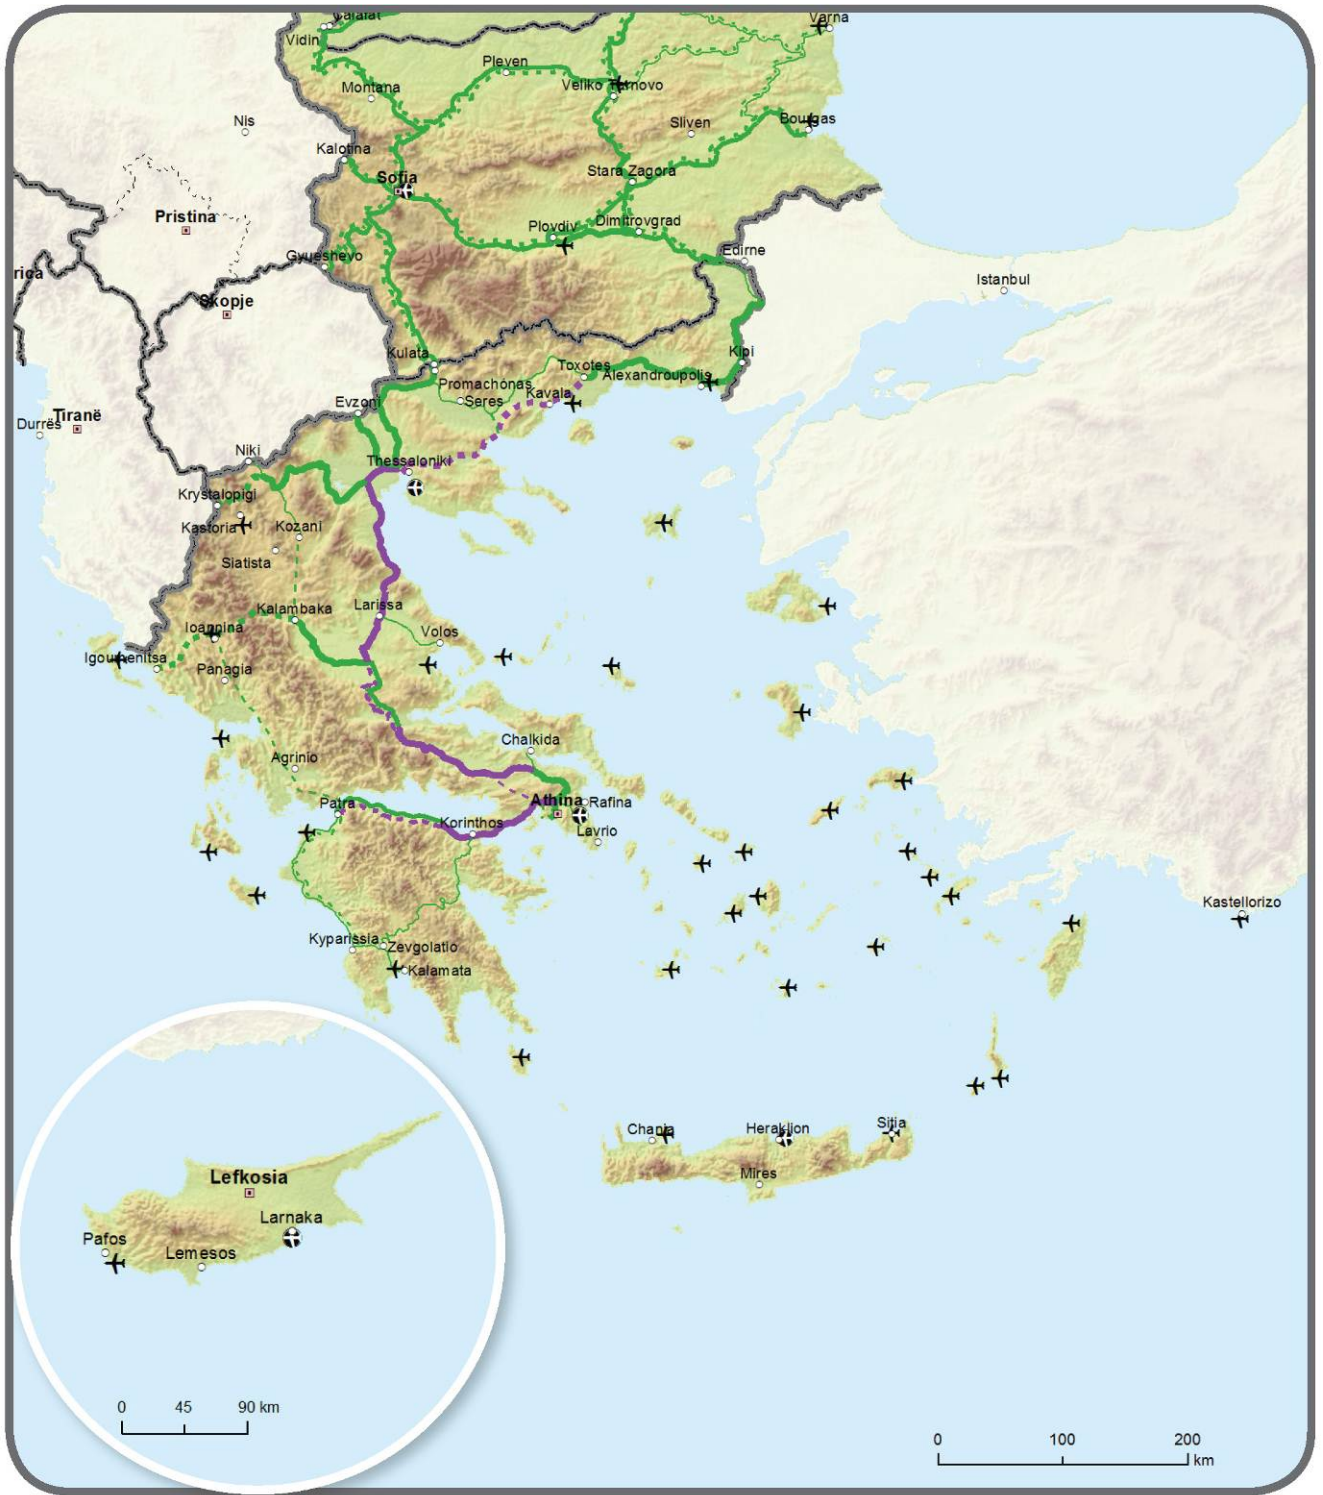 Calafat
Varna
Vidin
Pleven
Montana
Veliko Tarnovo
Nis
Sliven
Bourgas
Kalotina
Sofia
Stara Zagora
Pristina
Plovdiv
Dimitrovgrad
Gyueshevo
Edirne
rica
Istanbul
Skopje
Kulata
Kipi
Toxotes
Promachonas
Alexandroupolis
Evzoni
Seres
Kavala
Tiranë
Durrës
Niki
Thessaloniki
Krystalopigi
Kastoria
Kozani
Siatista
Kalambaka
Larissa
Ioannina
Volos
Igoumenitsa
Panagia
Chalkida
Agrinio
Patra
Athina
Rafina
Korinthos
Lavrio
Kastellorizo
Kyparissia
Zevgolatio
Kalamata
Chania
Heraklion
Sitia
Mires
Lefkosia
Larnaka
Pafos
Lemesos
0 45 90 km
0 100 200
km